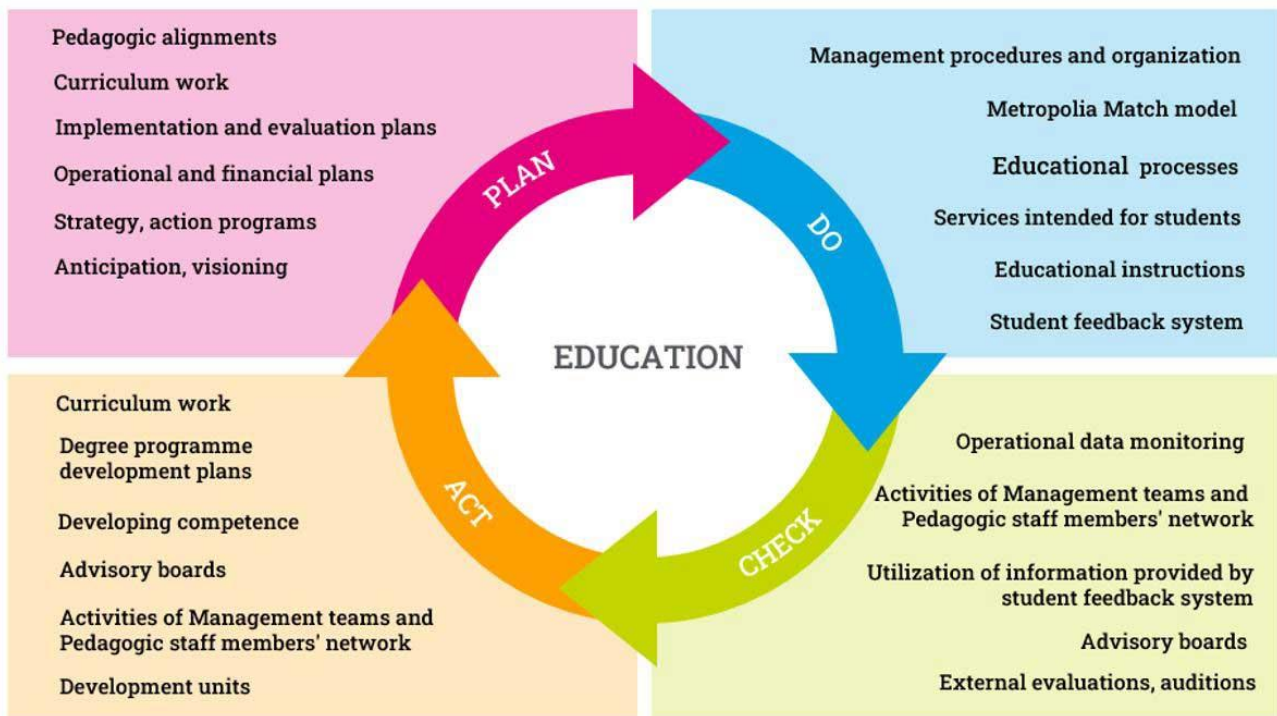 Pedagogic alignments
Curriculum work
Implementation and evaluation plans
Operational and financial plans
Strategy, action programs
Anticipation, visioning
PLAN
Management procedures and organization
Metropolia Match model
Educational processes
Services intended for students
Educational instructions
Student feedback system
DO
EDUCATION
Curriculum work
Degree programme
development plans
Developing competence
Advisory boards
Activities of Management teams and
Pedagogic staff members' network
Development units
ACT
Operational data monitoring
Activities of Management teams and
Pedagogic staff members' network
Utilization of information provided by
student feedback system
Advisory boards
External evaluations, auditions
CHECK